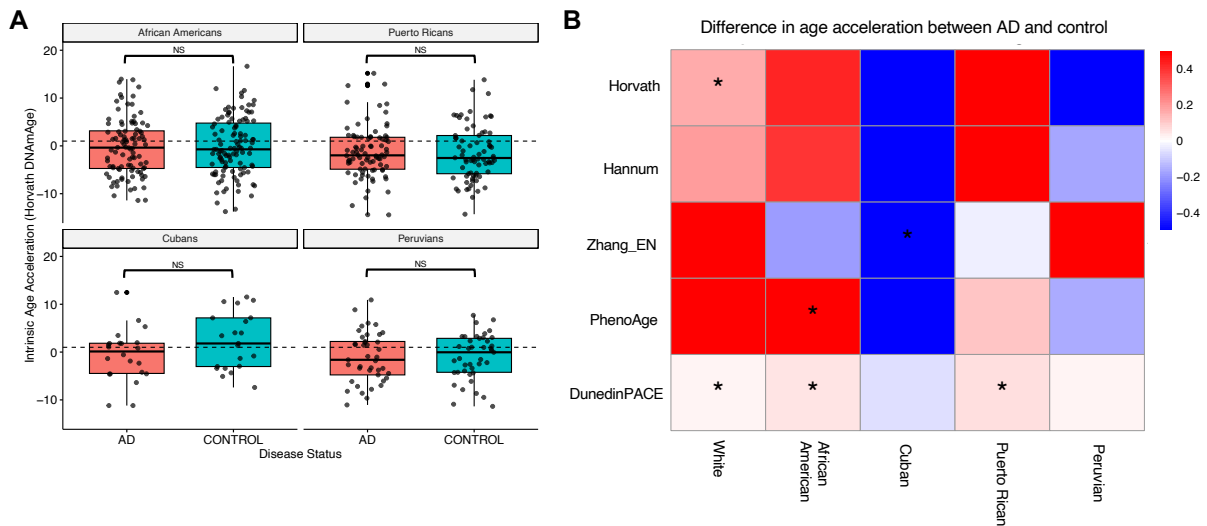 A
African Americans
Puerto Ricans
20
NS
NS
10
0
−10
Cubans
Peruvians
20
NS
NS
10
0
−10
AD
CONTROL
AD
CONTROL
Disease Status
Intrinsic Age Acceleration (Horvath DNAmAge)
B
Difference in age acceleration between AD and control
Horvath
*
Hannum
Zhang_EN
*
PhenoAge
*
DunedinPACE
*
*
*
White
African
American
Cuban
Puerto Rican
Peruvian
0.4
0.2
0
−0.2
−0.4